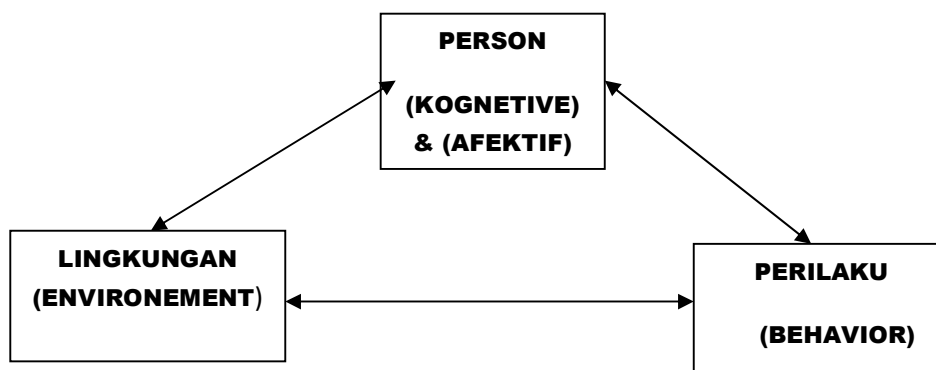 PERSON
(KOGNETIVE)
& (AFEKTIF)
LINGKUNGAN
(ENVIRONEMENT)
PERILAKU
(BEHAVIOR)